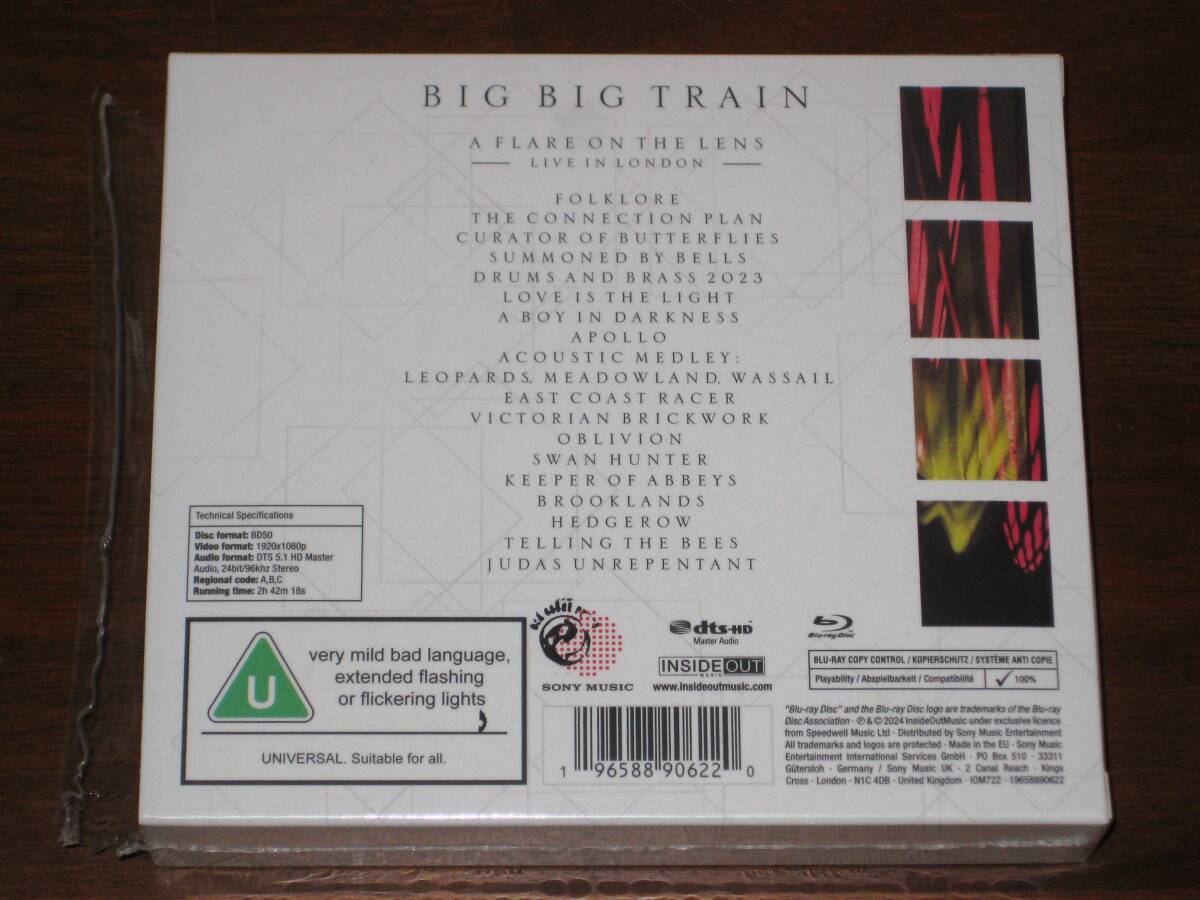 BIG BIG TRAIN
A FLARE ON THE LENS
LIVE IN LONDON
FOLKLORE
THE CONNECTION PLAN
CURATOR OF BUTTERFLIES
SUMMONED BY BELLS
DRUMS AND BRASS 2023
LOVE IS THE LIGHT
A BOY IN DARKNESS
APOLLO
ACOUSTIC MEDLEY:
LEOPARDS, MEADOWLAND, WASSAIL
EAST COAST RACER
VICTORIAN BRICKWORK
OBLIVION
SWAN HUNTER
KEEPER OF ABBEYS
BROOKLANDS
HEDGEROW
TELLING THE BEES
JUDAS UNREPENTANT
Technical Specifications
Disc format: BD50
Video format: 1920x1080p
Audio format: DTS 5.1 HD Master
Audio, 24bit/96khz Stereo
Regional code: A,B,C
Running time: 2h 42m 18s
U
very mild bad language,
extended flashing
or flickering lights
UNIVERSAL. Suitable for all.
SONY MUSIC
dts-HD
Master Audio
INSIDEOUT
MUSIC
www.insideoutmusic.com
Blu-ray Disc
BLU-RAY COPY CONTROL / KOPIERSCHUTZ / SYSTÈME ANTI COPIE
Playability / Abspielbarkeit / Compatibilité 100%
"Blu-ray Disc" and the Blu-ray Disc logo are trademarks of the Blu-ray
Disc Association · ℗ & © 2024 InsideOutMusic under exclusive licence
from Speedwell Music Ltd · Distributed by Sony Music Entertainment
All trademarks and logos are protected · Made in the EU · Sony Music
Entertainment International Services GmbH · PO Box 510 · 33311
Gütersloh · Germany / Sony Music UK · 2 Canal Reach · Kings
Cross · London · N1C 4DB · United Kingdom · IOM722 · 19658890622
1 96588 90622 0